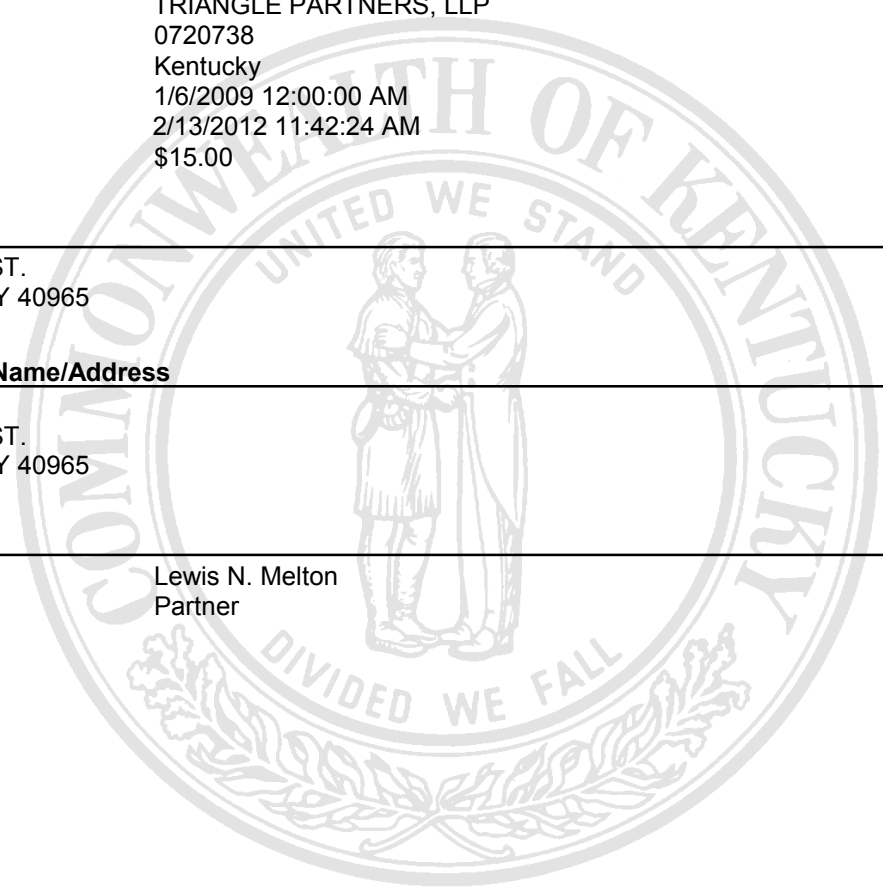 TRIANGLE PARTNERS, LLP
0720738
Kentucky
1/6/2009 12:00:00 AM
2/13/2012 11:42:24 AM
$15.00
ST.
Y 40965
Name/Address
ST.
Y 40965
Lewis N. Melton
Partner
COMMONWEALTH OF KENTUCKY
UNITED WE STAND
DIVIDED WE FALL